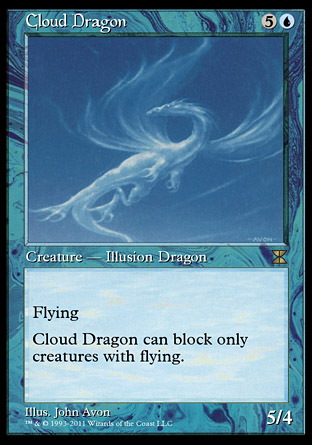 Cloud Dragon 5
AVON
Creature — Illusion Dragon
Flying
Cloud Dragon can block only
creatures with flying.
Illus. John Avon
™ & © 1993-2011 Wizards of the Coast LLC
5/4